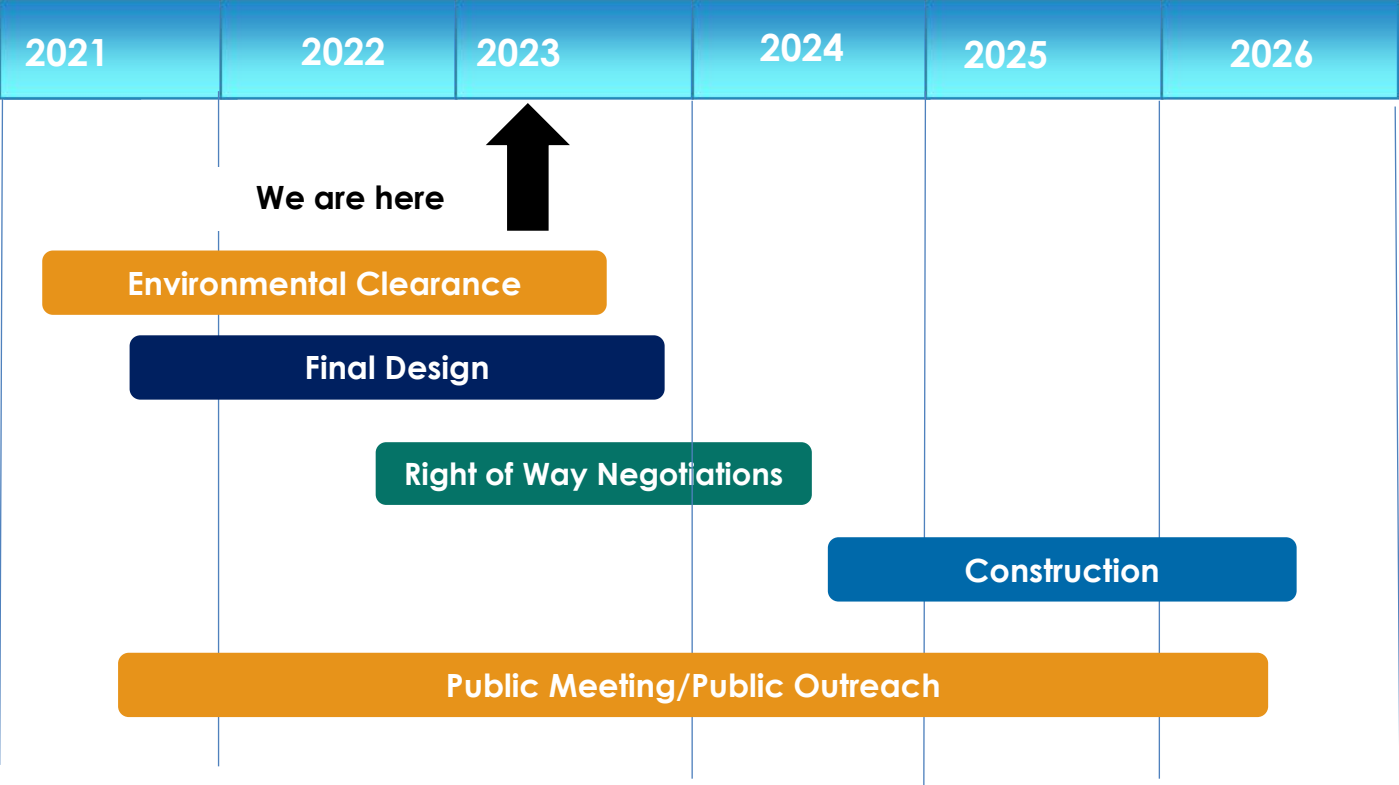 2021
2022
2023
2024
2025
2026
We are here
Environmental Clearance
Final Design
Right of Way Negotiations
Construction
Public Meeting/Public Outreach